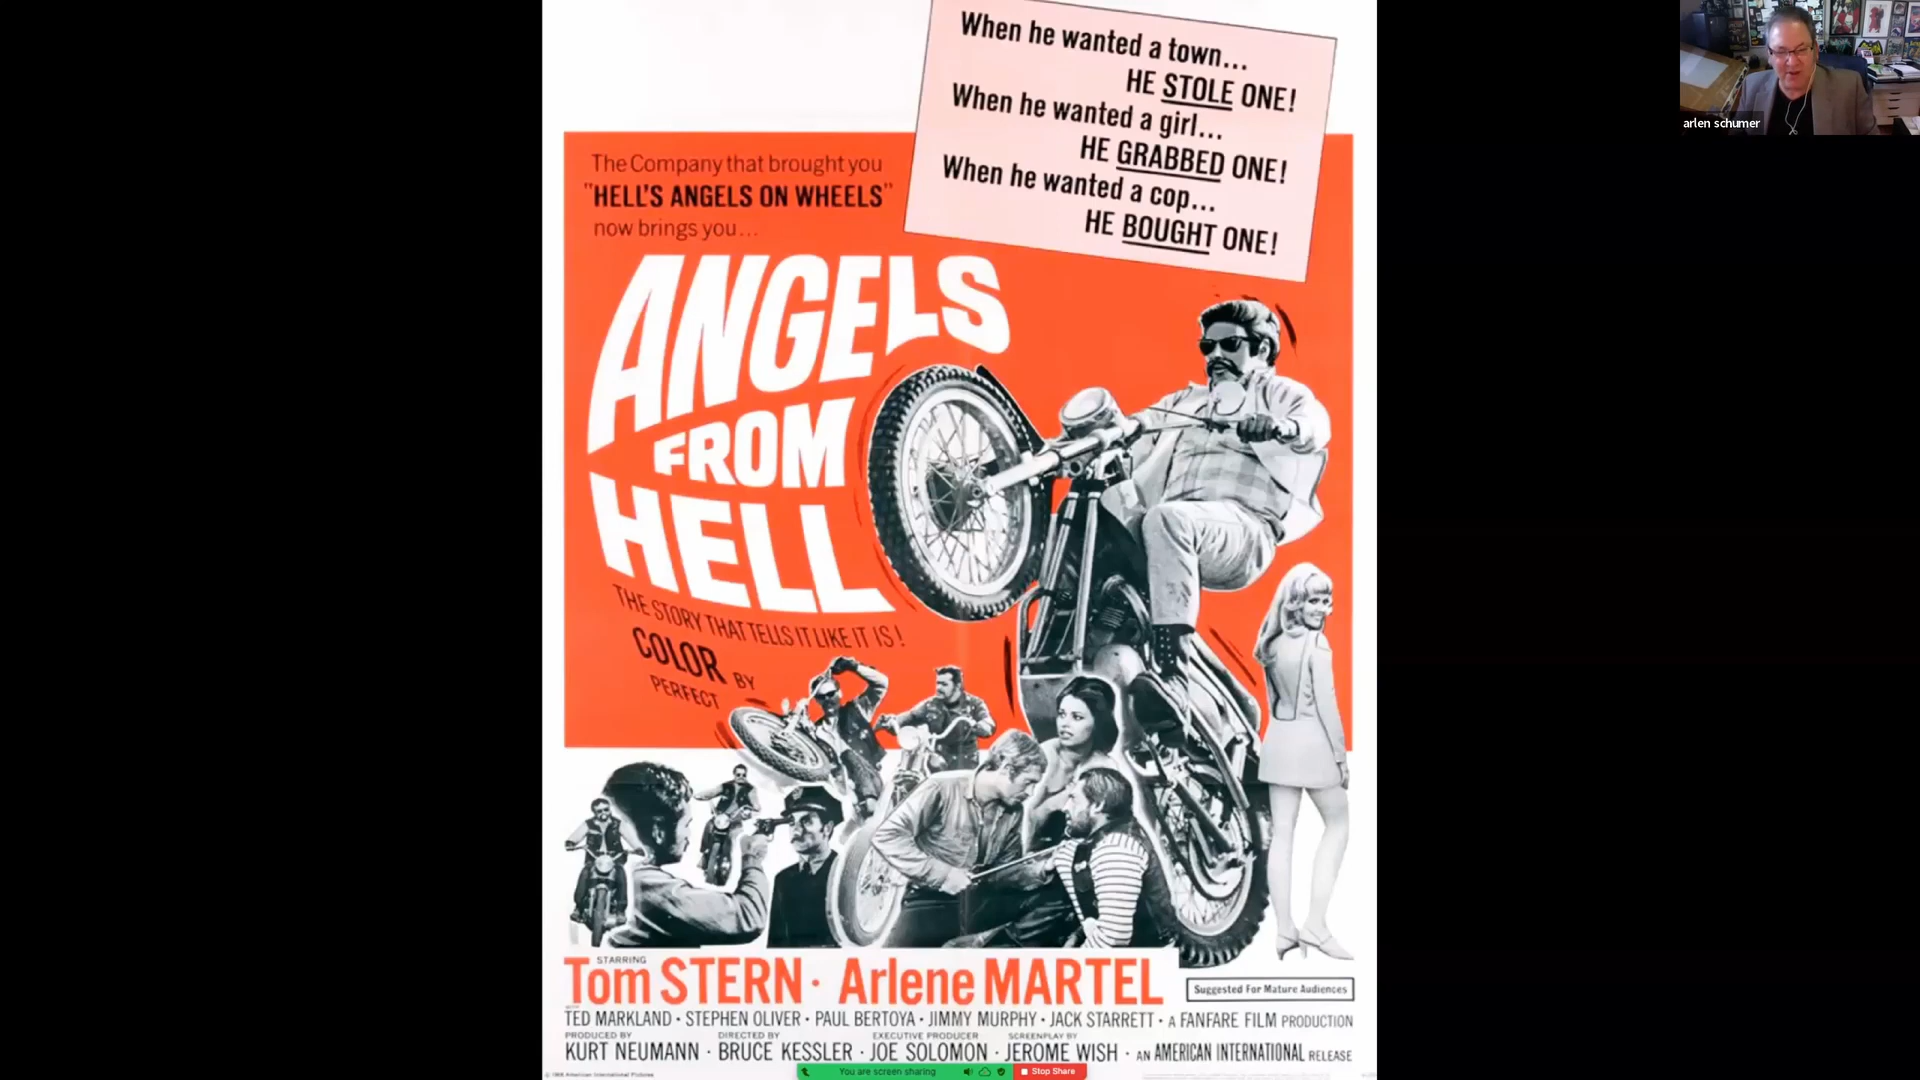 When he wanted a town...
HE STOLE ONE!
When he wanted a girl...
HE GRABBED ONE!
When he wanted a cop...
HE BOUGHT ONE!
The Company that brought you
"HELL'S ANGELS ON WHEELS"
now brings you...
ANGELS
FROM
HELL
THE STORY THAT TELLS IT LIKE IT IS!
COLOR BY
PERFECT
STARRING
Tom STERN · Arlene MARTEL
Suggested For Mature Audiences
WITH
TED MARKLAND · STEPHEN OLIVER · PAUL BERTOYA · JIMMY MURPHY · JACK STARRETT · A FANFARE FILM PRODUCTION
PRODUCED BY DIRECTED BY EXECUTIVE PRODUCER SCREENPLAY BY
KURT NEUMANN · BRUCE KESSLER · JOE SOLOMON · JEROME WISH · AN AMERICAN INTERNATIONAL RELEASE
© 1968 American International Pictures
You are screen sharing
Stop Share
arlen schumer